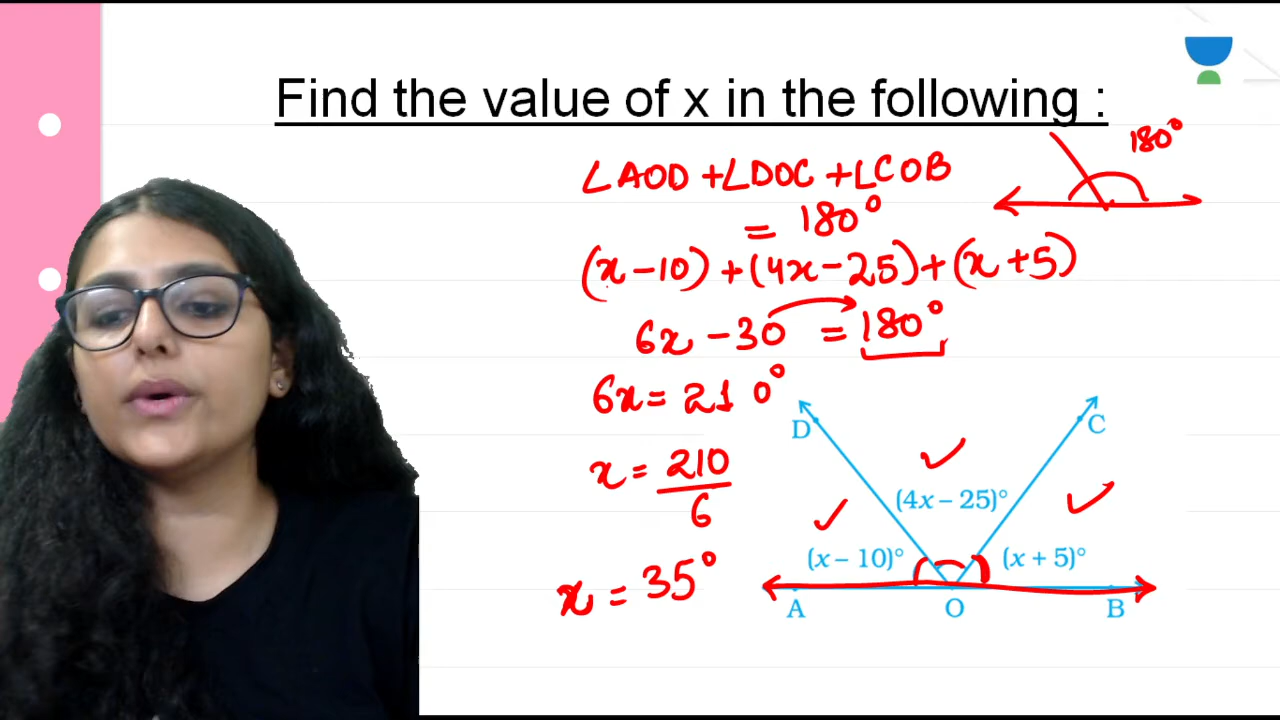 Find the value of x in the following :
∠AOD + ∠DOC + ∠COB
= 180°
180°
(x - 10) + (4x - 25) + (x + 5)
6x - 30 = 180°
6x = 210°
x = 210/6
x = 35°
D
C
(4x – 25)°
(x – 10)°
(x + 5)°
A
O
B